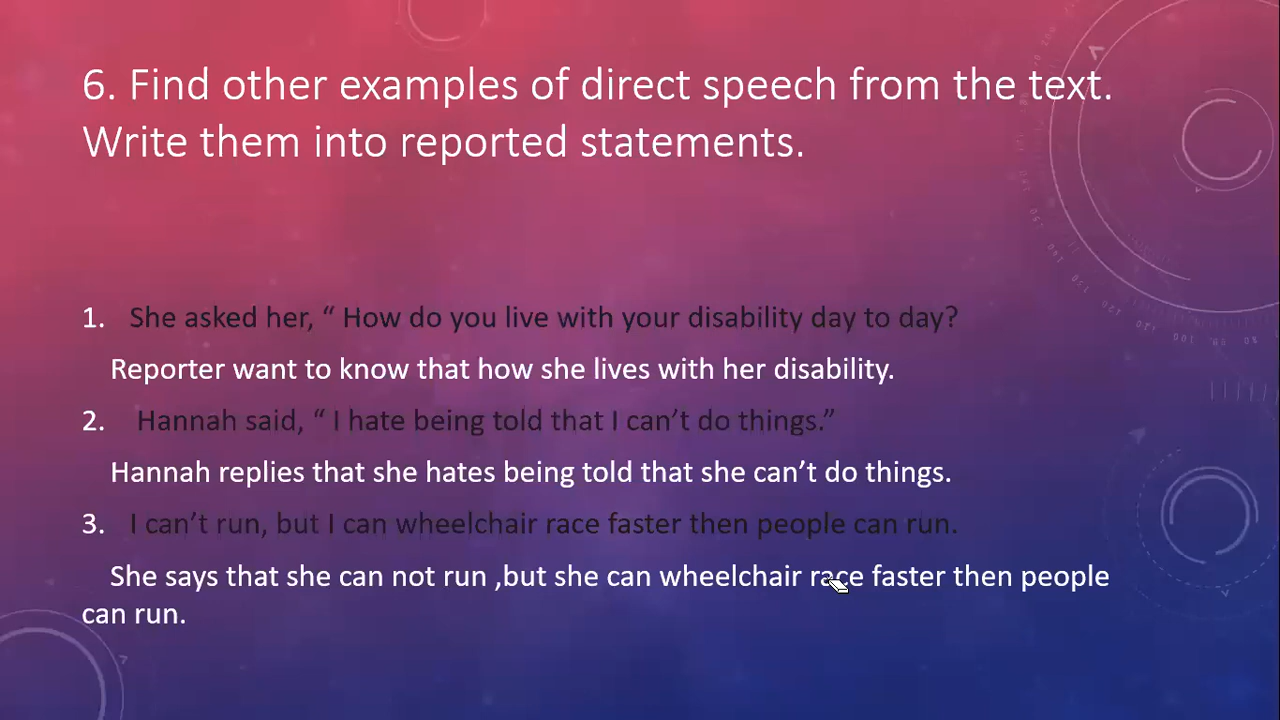 6. Find other examples of direct speech from the text.
Write them into reported statements.
1. She asked her, “ How do you live with your disability day to day?
Reporter want to know that how she lives with her disability.
2. Hannah said, “ I hate being told that I can’t do things.”
Hannah replies that she hates being told that she can’t do things.
3. I can’t run, but I can wheelchair race faster then people can run.
She says that she can not run ,but she can wheelchair race faster then people
can run.